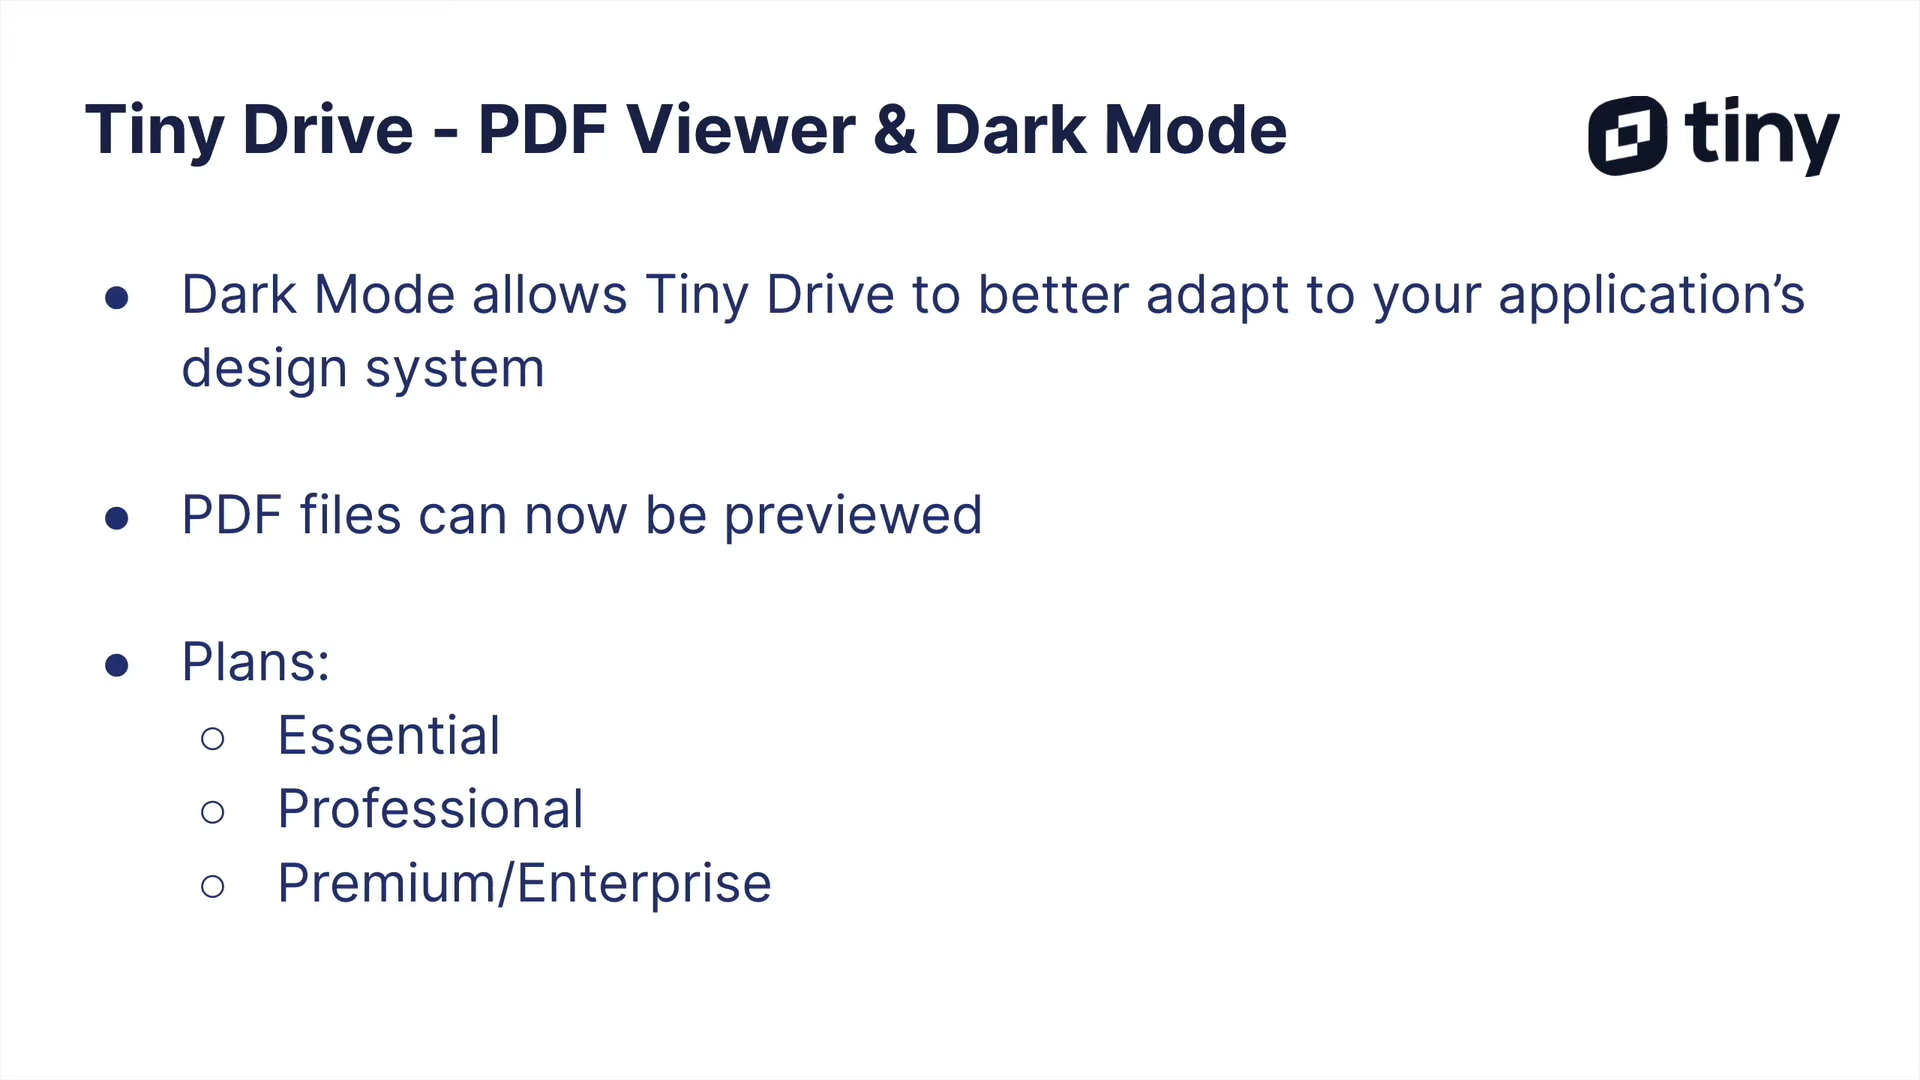 Tiny Drive - PDF Viewer & Dark Mode
tiny
● Dark Mode allows Tiny Drive to better adapt to your application’s
design system
● PDF files can now be previewed
● Plans:
○ Essential
○ Professional
○ Premium/Enterprise